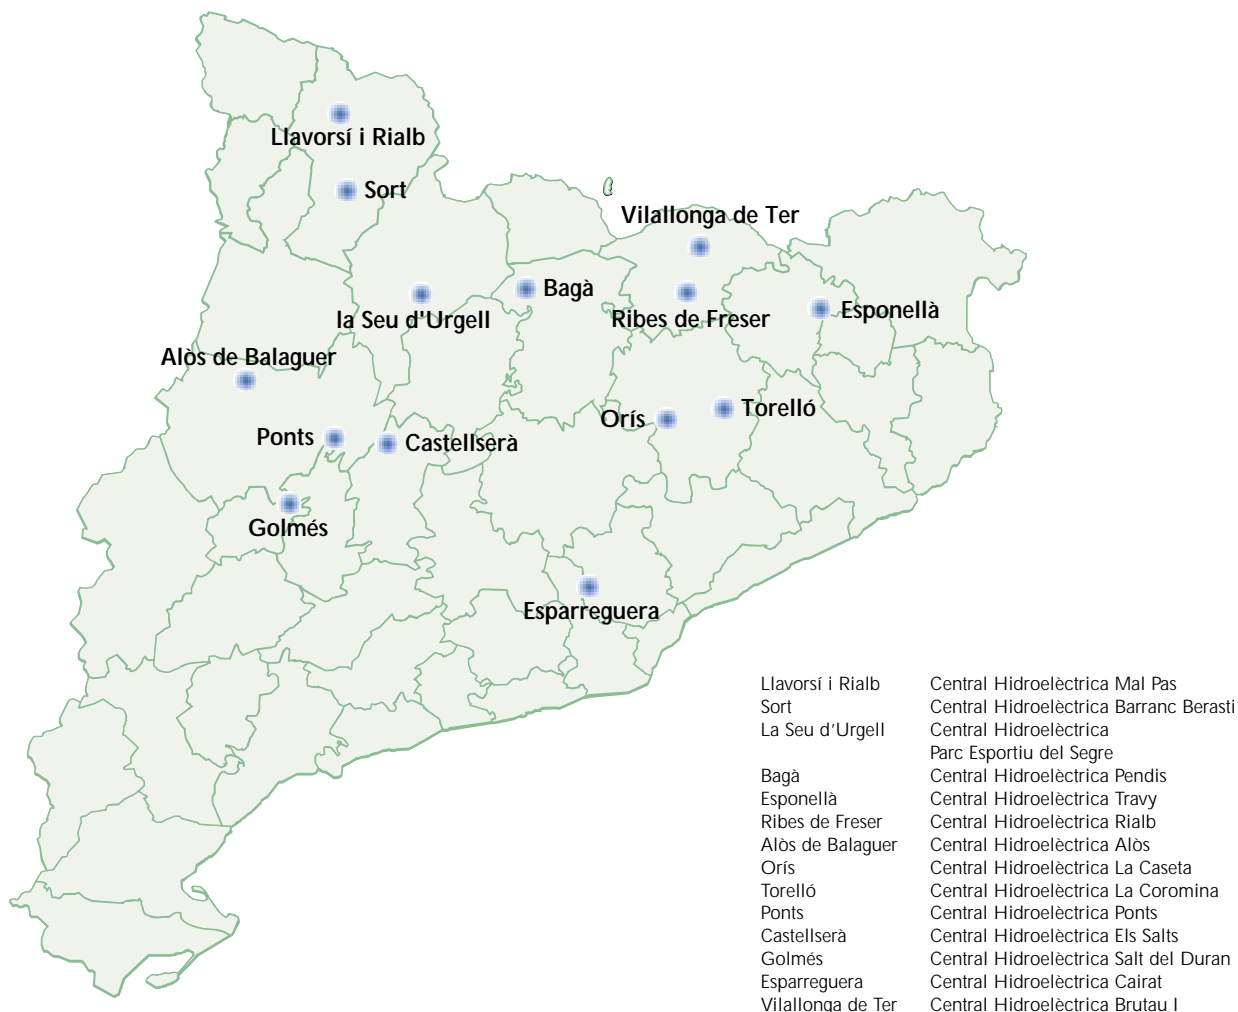 Llavorsí i Rialb
Sort
Vilallonga de Ter
Bagà
la Seu d'Urgell
Ribes de Freser
Esponellà
Alòs de Balaguer
Orís
Torelló
Ponts
Castellserà
Golmés
Esparreguera
Llavorsí i Rialb Central Hidroelèctrica Mal Pas
Sort Central Hidroelèctrica Barranc Berasti
La Seu d’Urgell Central Hidroelèctrica
Parc Esportiu del Segre
Bagà Central Hidroelèctrica Pendis
Esponellà Central Hidroelèctrica Travy
Ribes de Freser Central Hidroelèctrica Rialb
Alòs de Balaguer Central Hidroelèctrica Alòs
Orís Central Hidroelèctrica La Caseta
Torelló Central Hidroelèctrica La Coromina
Ponts Central Hidroelèctrica Ponts
Castellserà Central Hidroelèctrica Els Salts
Golmés Central Hidroelèctrica Salt del Duran
Esparreguera Central Hidroelèctrica Cairat
Vilallonga de Ter Central Hidroelèctrica Brutau I